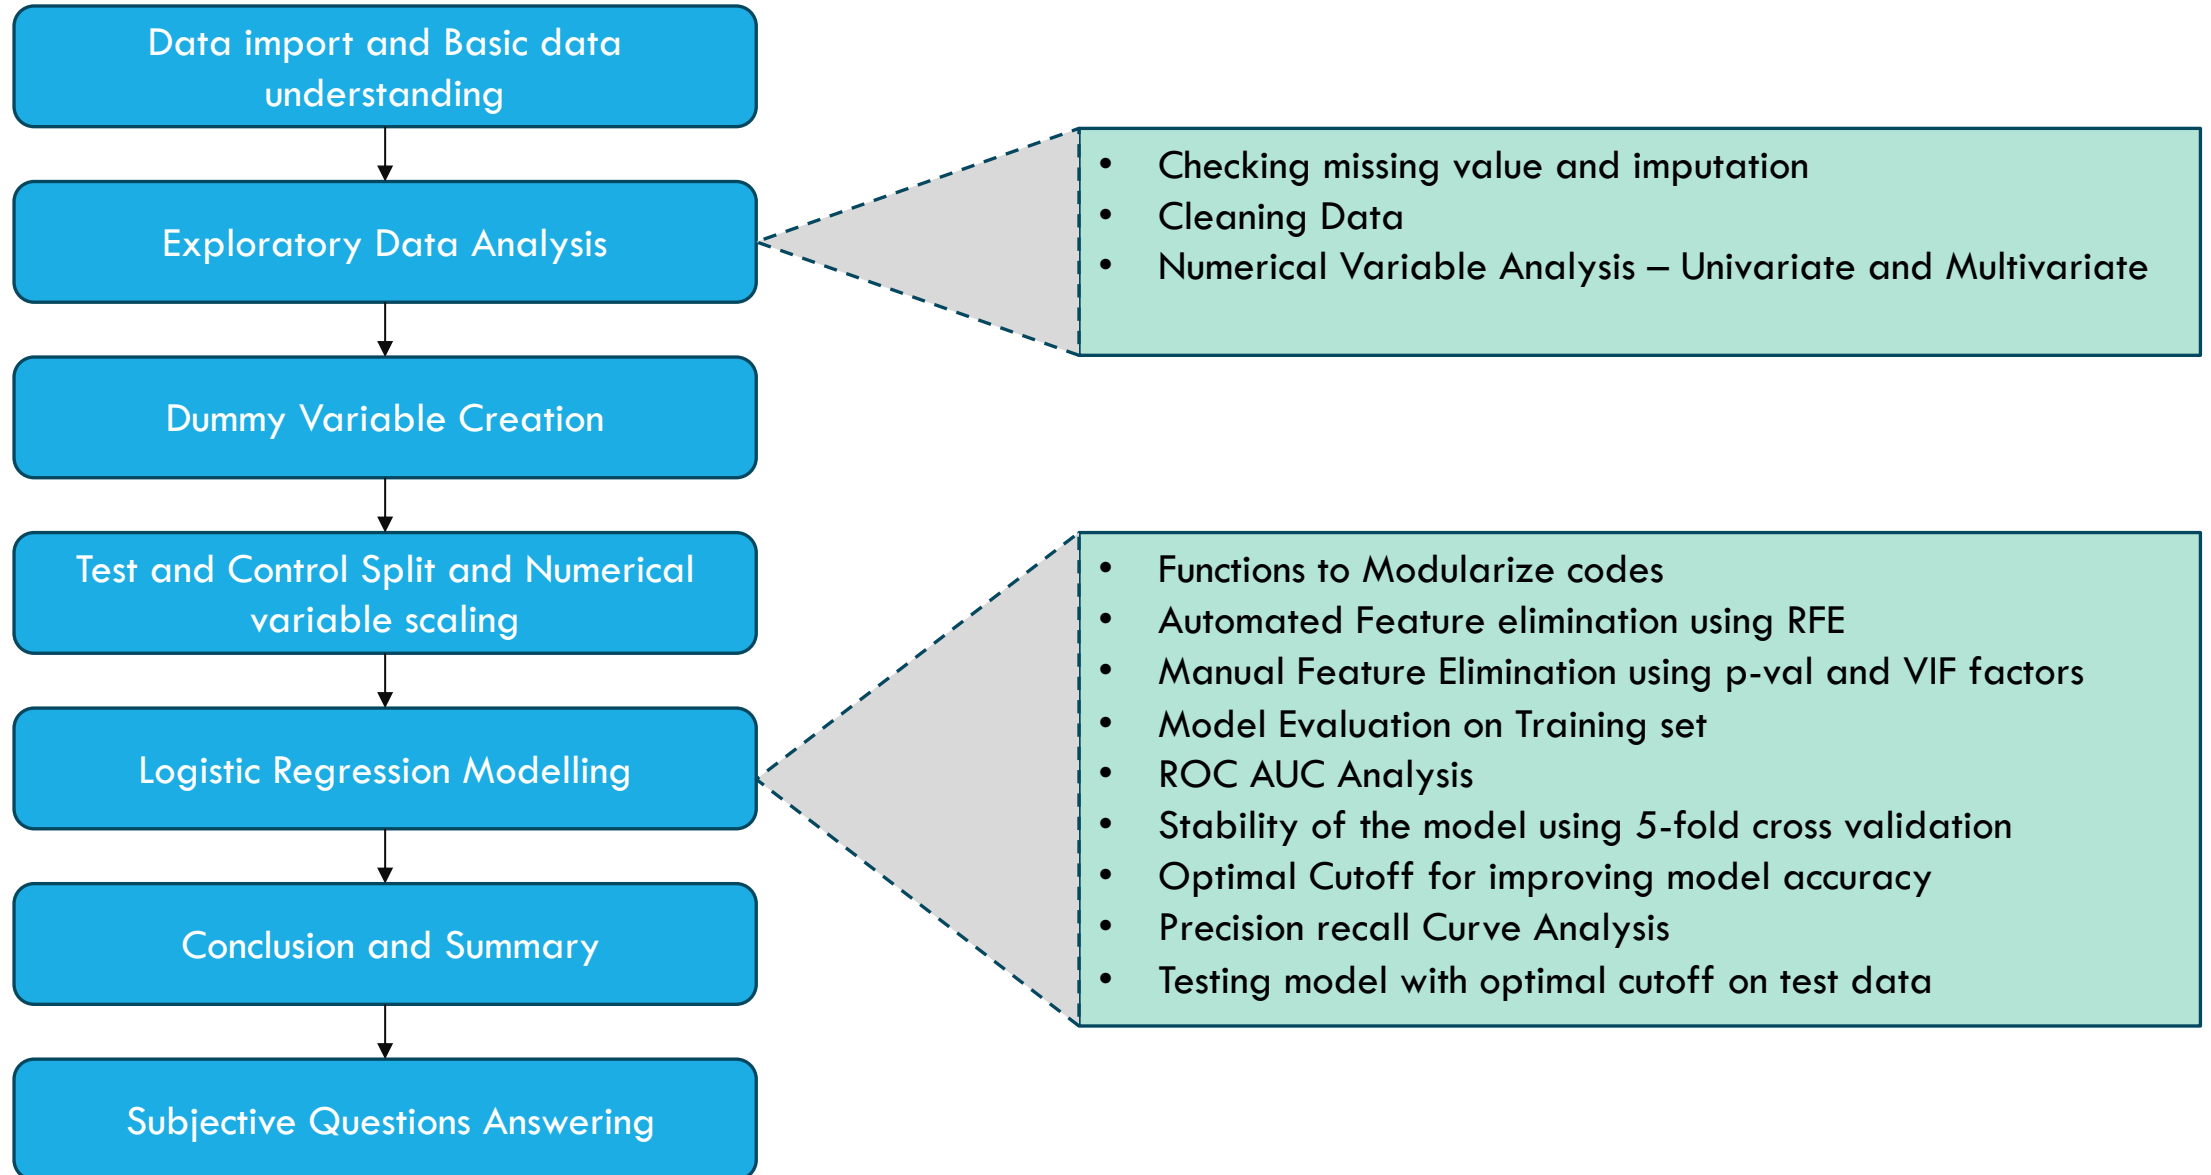 Data import and Basic data
understanding
Exploratory Data Analysis
• Checking missing value and imputation
• Cleaning Data
• Numerical Variable Analysis – Univariate and Multivariate
Dummy Variable Creation
Test and Control Split and Numerical
variable scaling
Logistic Regression Modelling
• Functions to Modularize codes
• Automated Feature elimination using RFE
• Manual Feature Elimination using p-val and VIF factors
• Model Evaluation on Training set
• ROC AUC Analysis
• Stability of the model using 5-fold cross validation
• Optimal Cutoff for improving model accuracy
• Precision recall Curve Analysis
• Testing model with optimal cutoff on test data
Conclusion and Summary
Subjective Questions Answering